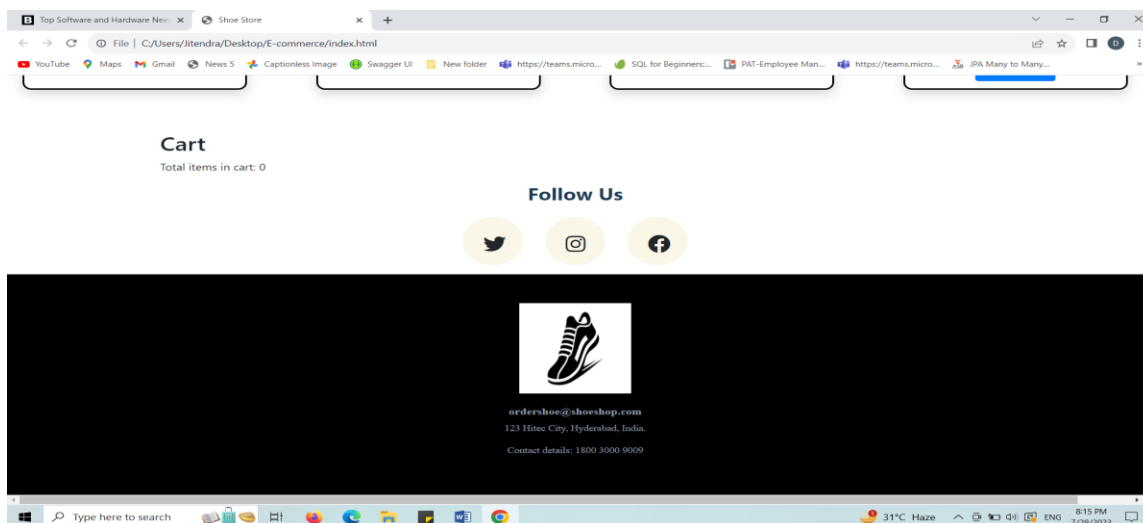 Top Software and Hardware Nee
Shoe Store
File | C:/Users/Jitendra/Desktop/E-commerce/index.html
D
YouTube Maps Gmail News 5 Captionless Image Swagger UI New folder https://teams.micro... SQL for Beginners:... PAT-Employee Man... https://teams.micro... JPA Many to Many...
Cart
Total items in cart: 0
Follow Us
ordershoe@shoeshop.com
123 Hitec City, Hyderabad, India.
Contact details: 1800 3000 9009
Type here to search
31°C Haze
ENG
8:15 PM